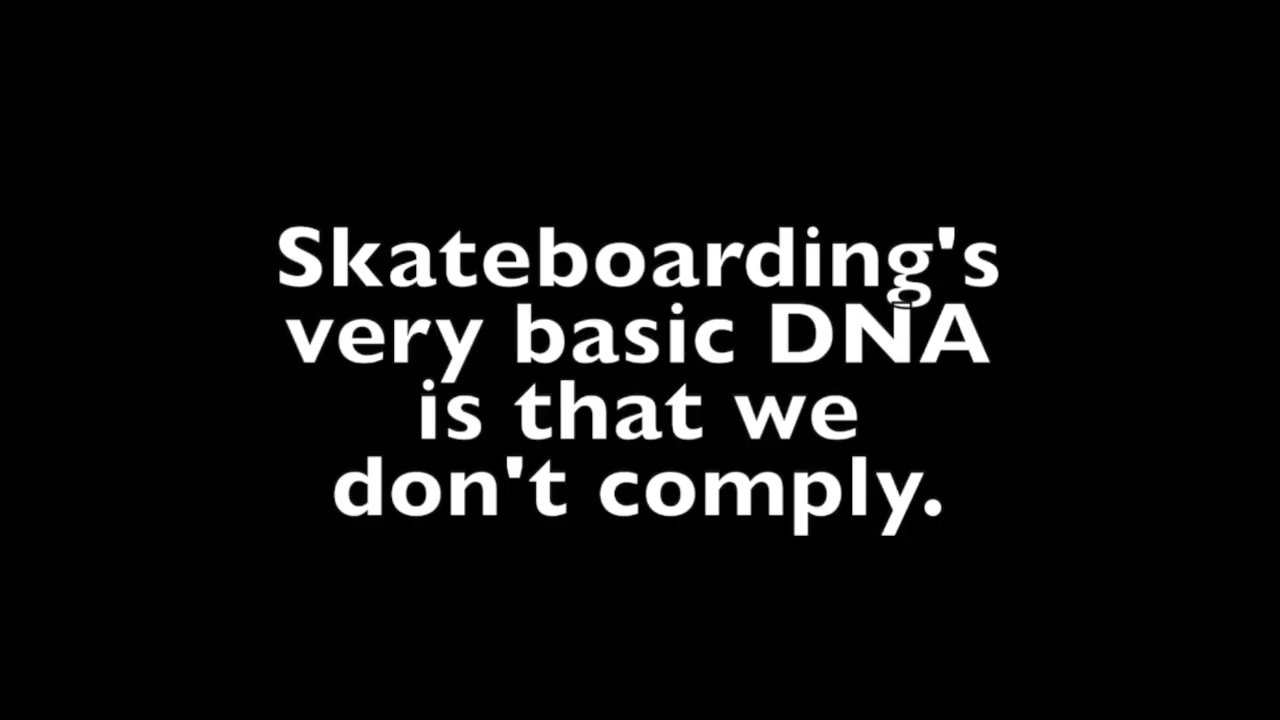 Skateboarding's
very basic DNA
is that we
don't comply.